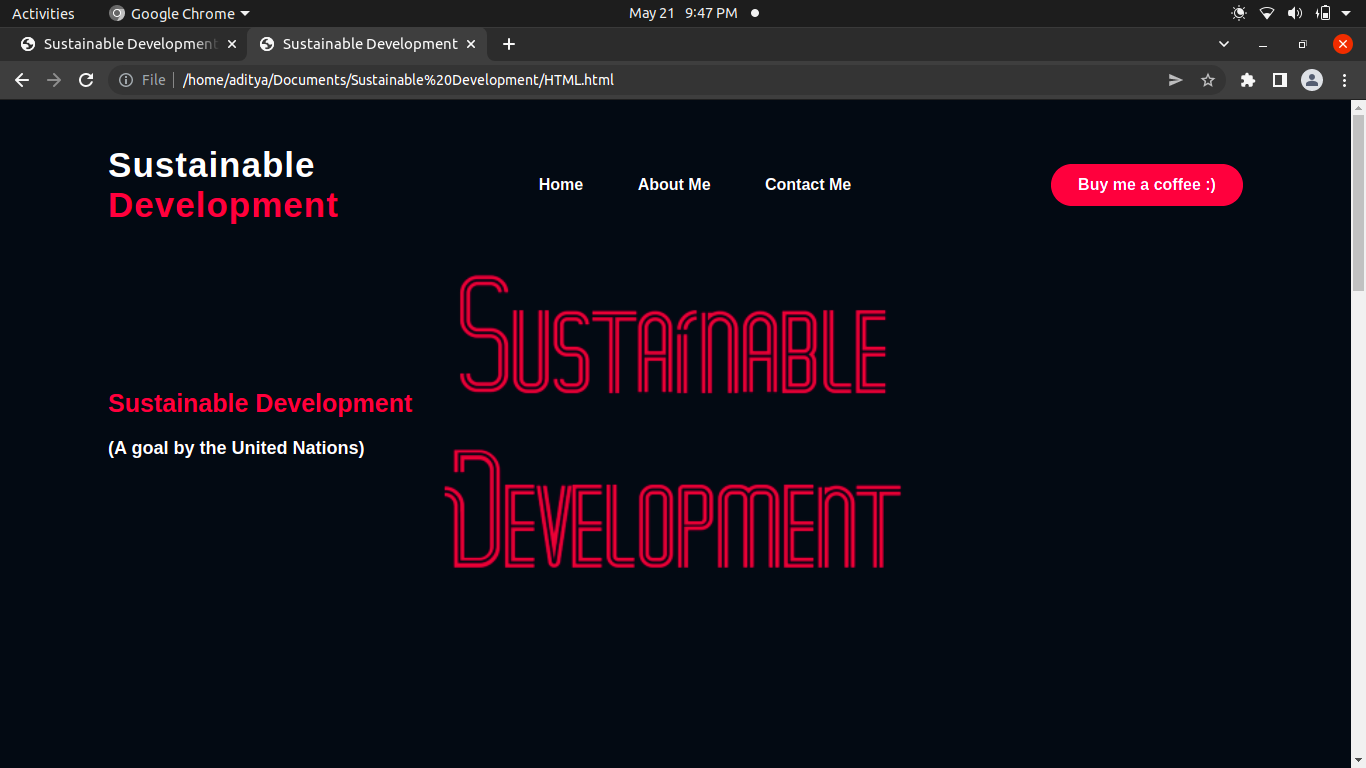 Activities
Google Chrome
May 21 9:47 PM
Sustainable Development
Sustainable Development
File
/home/aditya/Documents/Sustainable%20Development/HTML.html
Sustainable
Development
Home
About Me
Contact Me
Buy me a coffee :)
Sustainable
Development
Sustainable Development
(A goal by the United Nations)